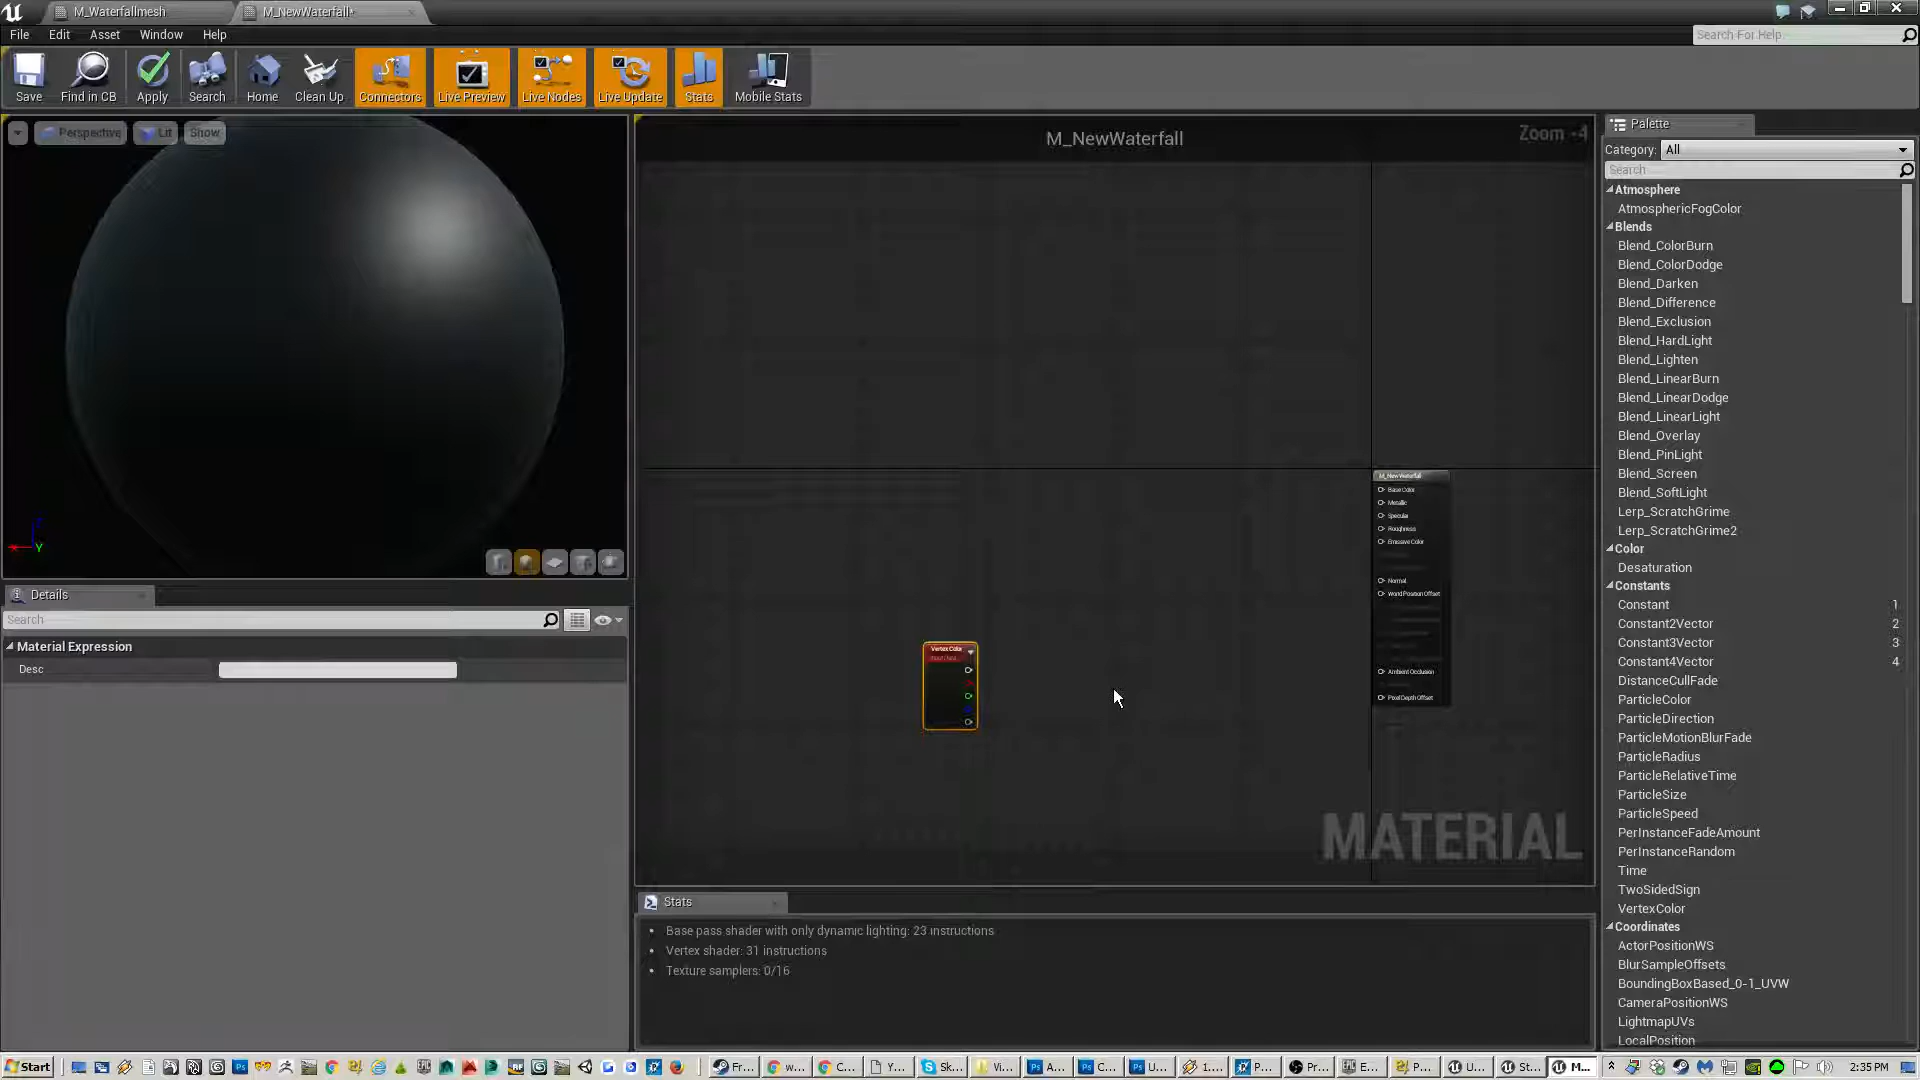 M_Waterfallmesh
M_NewWaterfall*
File Edit Asset Window Help
Search For Help
Save Find in CB Apply Search Home Clean Up Connectors Live Preview Live Nodes Live Update Stats Mobile Stats
Perspective Lit Show
M_NewWaterfall
Zoom -4
Palette
Category: All
Search
Atmosphere
AtmosphericFogColor
Blends
Blend_ColorBurn
Blend_ColorDodge
Blend_Darken
Blend_Difference
Blend_Exclusion
Blend_HardLight
Blend_Lighten
Blend_LinearBurn
Blend_LinearDodge
Blend_LinearLight
Blend_Overlay
Blend_PinLight
Blend_Screen
Blend_SoftLight
Lerp_ScratchGrime
Lerp_ScratchGrime2
Color
Desaturation
Constants
Constant 1
Constant2Vector 2
Constant3Vector 3
Constant4Vector 4
DistanceCullFade
ParticleColor
ParticleDirection
ParticleMotionBlurFade
ParticleRadius
ParticleRelativeTime
ParticleSize
ParticleSpeed
PerInstanceFadeAmount
PerInstanceRandom
Time
TwoSidedSign
VertexColor
Coordinates
ActorPositionWS
BlurSampleOffsets
BoundingBoxBased_0-1_UVW
CameraPositionWS
LightmapUVs
LocalPosition
M_NewWaterfall
Base Color
Metallic
Specular
Roughness
Emissive Color
Normal
World Position Offset
Ambient Occlusion
Pixel Depth Offset
Vertex Color
MATERIAL
Z
Y
Details
Search
Material Expression
Desc
Stats
Base pass shader with only dynamic lighting: 23 instructions
Vertex shader: 31 instructions
Texture samplers: 0/16
Start
Fr... w... C... Y... Sk... Vi... A... C... U... 1... P... Pr... E... P... U... St... M...
2:35 PM